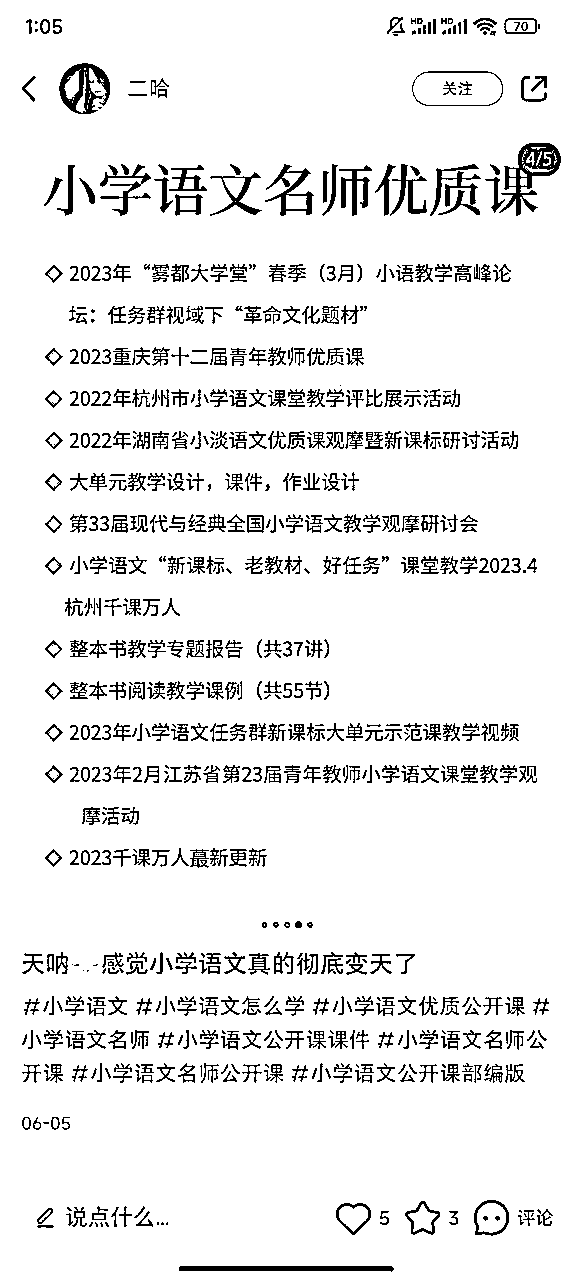 1:05
HD HD 70
二哈
关注
4/5
小学语文名师优质课
◇ 2023年“雾都大学堂”春季（3月）小语教学高峰论
坛：任务群视域下“革命文化题材”
◇ 2023重庆第十二届青年教师优质课
◇ 2022年杭州市小学语文课堂教学评比展示活动
◇ 2022年湖南省小淡语文优质课观摩暨新课标研讨活动
◇ 大单元教学设计，课件，作业设计
◇ 第33届现代与经典全国小学语文教学观摩研讨会
◇ 小学语文“新课标、老教材、好任务”课堂教学2023.4
杭州千课万人
◇ 整本书教学专题报告（共37讲）
◇ 整本书阅读教学课例（共55节）
◇ 2023年小学语文任务群新课标大单元示范课教学视频
◇ 2023年2月江苏省第23届青年教师小学语文课堂教学观
摩活动
◇ 2023千课万人最新更新
天呐 感觉小学语文真的彻底变天了
#小学语文 #小学语文怎么学 #小学语文优质公开课 #
小学语文名师 #小学语文公开课课件 #小学语文名师公
开课 #小学语文名师公开课 #小学语文公开课部编版
06-05
说点什么...
5
3
评论